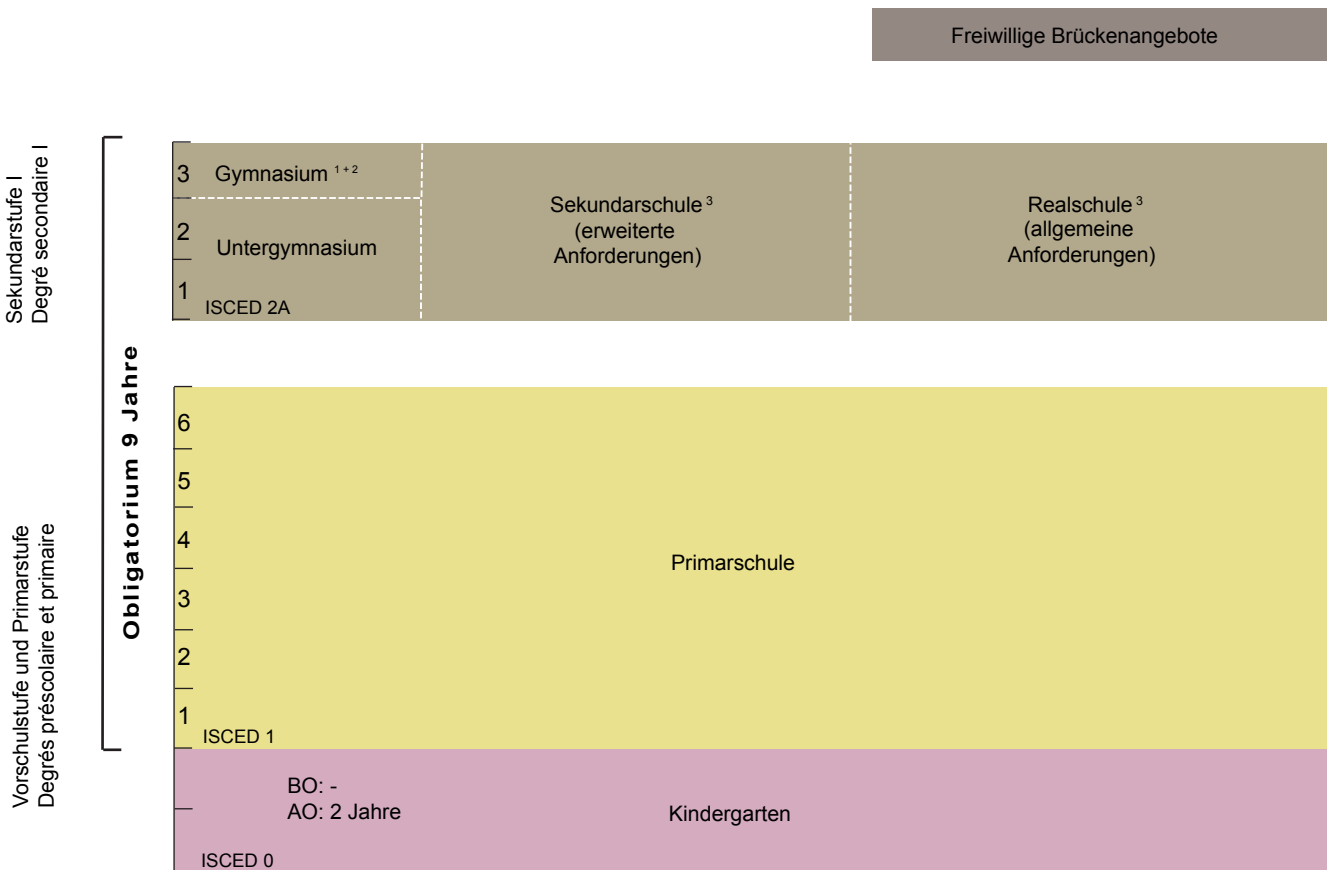 Freiwillige Brückenangebote
Sekundarstufe I
Degré secondaire I
Obligatorium 9 Jahre
3
Gymnasium ¹⁺²
2
Untergymnasium
1
ISCED 2A
Sekundarschule ³
(erweiterte
Anforderungen)
Realschule ³
(allgemeine
Anforderungen)
Vorschulstufe und Primarstufe
Degrés préscolaire et primaire
6
5
4
3
2
1
ISCED 1
Primarschule
BO: -
AO: 2 Jahre
Kindergarten
ISCED 0